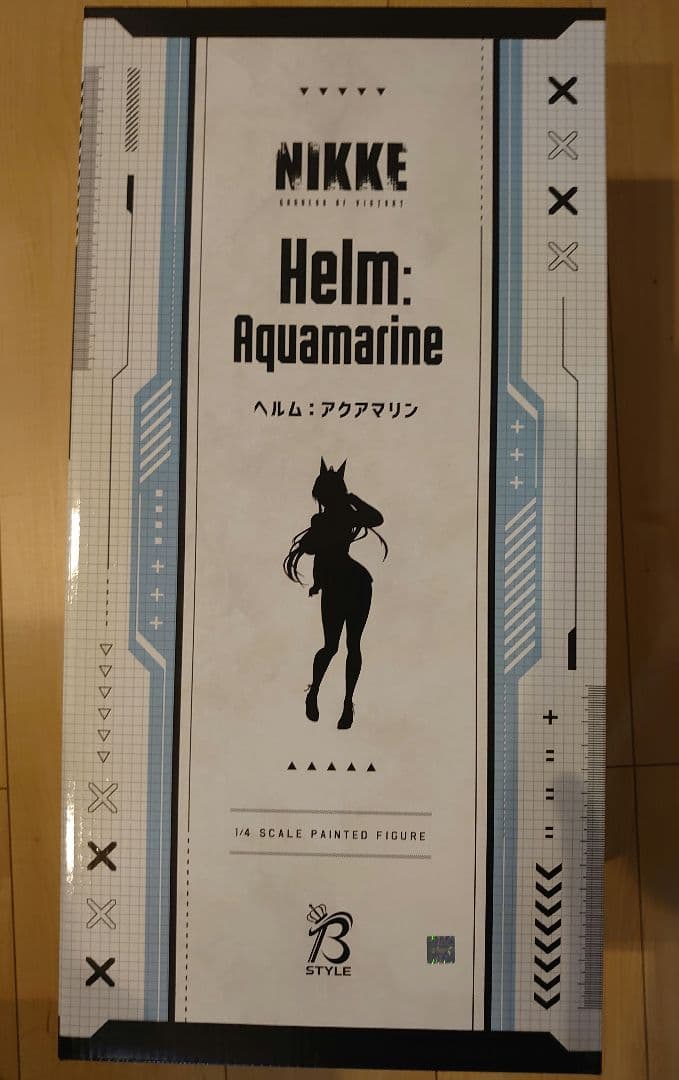 NIKKE
GODDESS OF VICTORY
Helm:
Aquamarine
ヘルム：アクアマリン
1/4 SCALE PAINTED FIGURE
B
STYLE